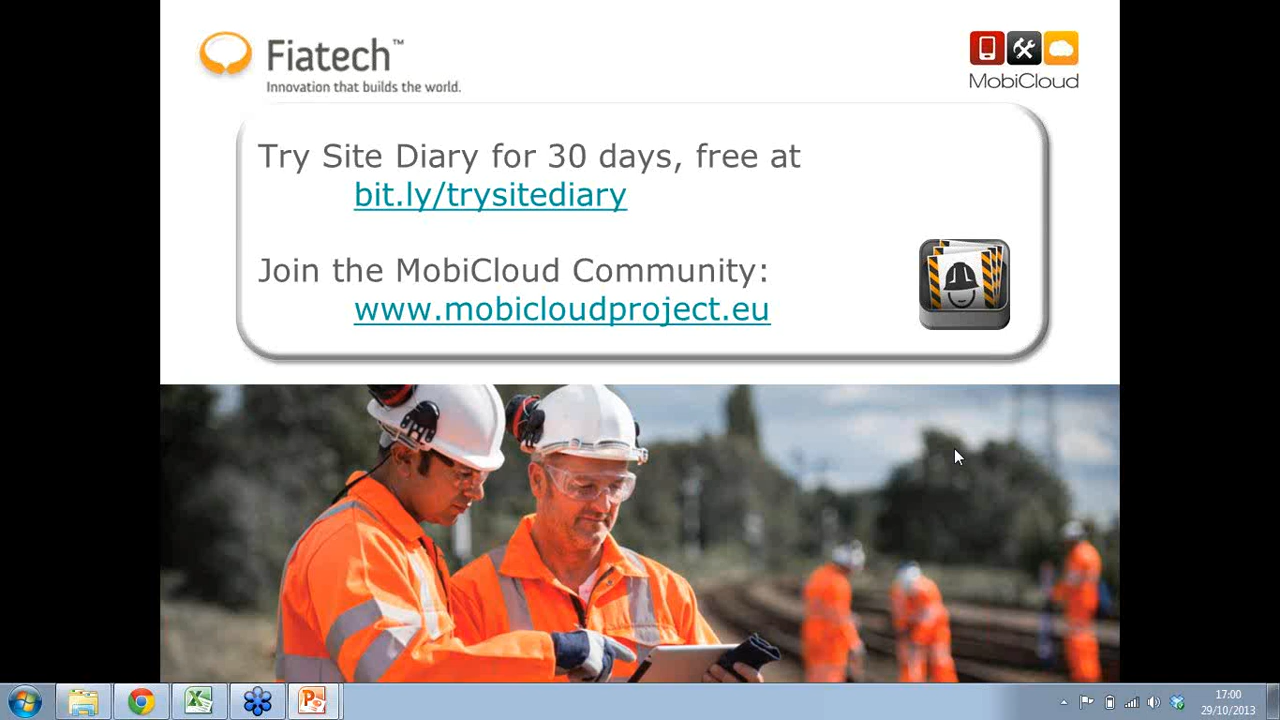 Fiatech™
Innovation that builds the world.
MobiCloud
Try Site Diary for 30 days, free at
bit.ly/trysitediary
Join the MobiCloud Community:
www.mobicloudproject.eu
17:00
29/10/2013